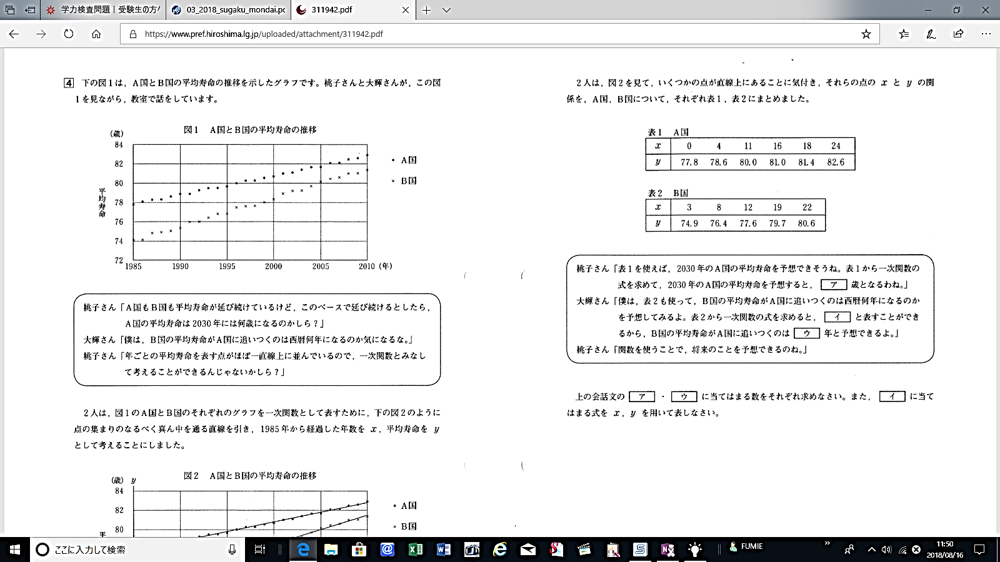 学力検査問題 | 受験生の方へ
03_2018_sugaku_mondai.pc
311942.pdf
https://www.pref.hiroshima.lg.jp/uploaded/attachment/311942.pdf
4 下の図1は，A国とB国の平均寿命の推移を示したグラフです。桃子さんと大輝さんが，この図
1を見ながら，教室で話をしています。
図1 A国とB国の平均寿命の推移
(歳)
84
82
80
78
76
74
72
平均寿命
1985 1990 1995 2000 2005 2010 (年)
• A国
× B国
桃子さん「A国もB国も平均寿命が延び続けているけど，このペースで延び続けるとしたら，
A国の平均寿命は2030年には何歳になるのかしら？」
大輝さん「僕は，B国の平均寿命がA国に追いつくのは西暦何年になるのか気になるな。」
桃子さん「年ごとの平均寿命を表す点がほぼ一直線上に並んでいるので，一次関数とみなし
て考えることができるんじゃないかしら？」
2人は，図1のA国とB国のそれぞれのグラフを一次関数として表すために，下の図2のように
点の集まりのなるべく真ん中を通る直線を引き，1985年から経過した年数を x，平均寿命を y
として考えることにしました。
図2 A国とB国の平均寿命の推移
(歳) y
84
82
80
平
• A国
× B国
2人は，図2を見て，いくつかの点が直線上にあることに気付き，それらの点の x と y の関
係を，A国，B国について，それぞれ表1，表2にまとめました。
表1 A国
x 0 4 11 16 18 24
y 77.8 78.6 80.0 81.0 81.4 82.6
表2 B国
x 3 8 12 19 22
y 74.9 76.4 77.6 79.7 80.6
桃子さん「表1を使えば，2030年のA国の平均寿命を予想できそうね。表1から一次関数の
式を求めて，2030年のA国の平均寿命を予想すると， ア 歳となるわね。」
大輝さん「僕は，表2も使って，B国の平均寿命がA国に追いつくのは西暦何年になるのか
を予想してみるよ。表2から一次関数の式を求めると， イ と表すことができ
るから，B国の平均寿命がA国に追いつくのは ウ 年と予想できるよ。」
桃子さん「関数を使うことで，将来のことを予想できるのね。」
上の会話文の ア ・ ウ に当てはまる数をそれぞれ求めなさい。また， イ に当て
はまる式を x，y を用いて表しなさい。
ここに入力して検索
FUMIE
11:50
2018/08/16